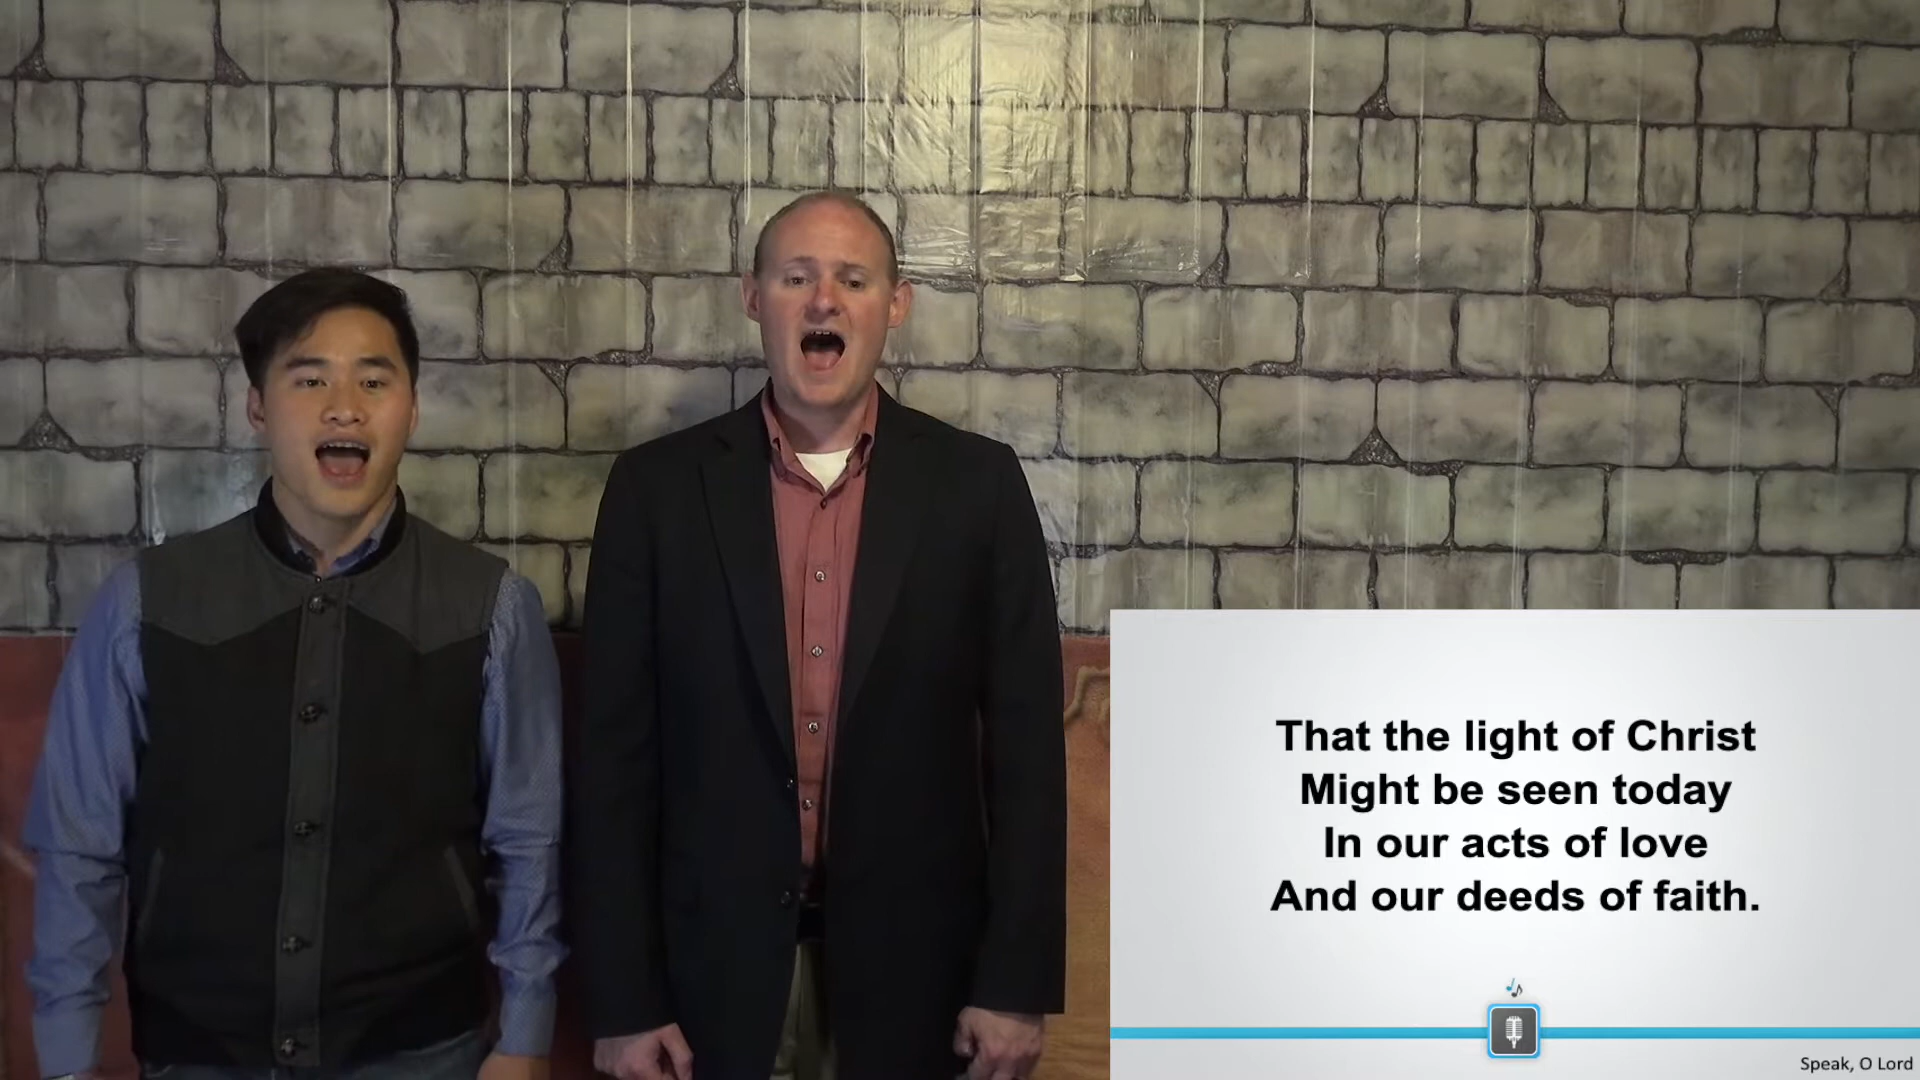 That the light of Christ
Might be seen today
In our acts of love
And our deeds of faith.
Speak, O Lord